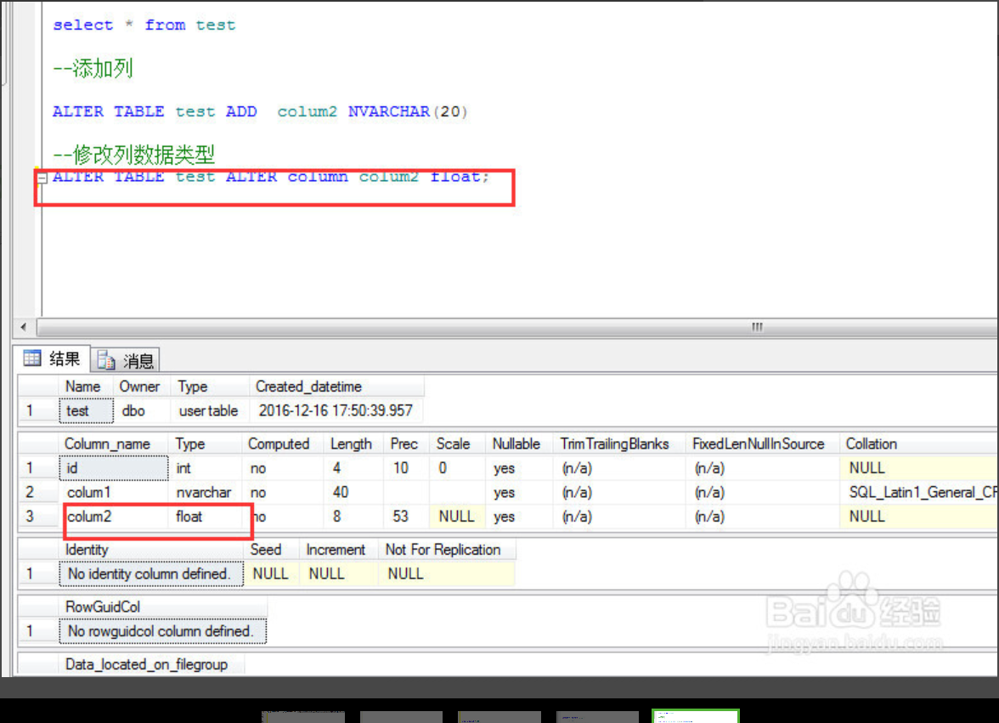 select * from test
--添加列
ALTER TABLE test ADD  colum2 NVARCHAR(20)
--修改列数据类型
ALTER TABLE test ALTER column colum2 float;
结果 消息
Name Owner Type Created_datetime
1 test dbo user table 2016-12-16 17:50:39.957
Column_name Type Computed Length Prec Scale Nullable TrimTrailingBlanks FixedLenNullInSource Collation
1 id int no 4 10 0 yes (n/a) (n/a) NULL
2 colum1 nvarchar no 40 yes (n/a) (n/a) SQL_Latin1_General_CP
3 colum2 float no 8 53 NULL yes (n/a) (n/a) NULL
Identity Seed Increment Not For Replication
1 No identity column defined. NULL NULL NULL
RowGuidCol
1 No rowguidcol column defined.
Data_located_on_filegroup
Baidu经验
jingyan.baidu.com